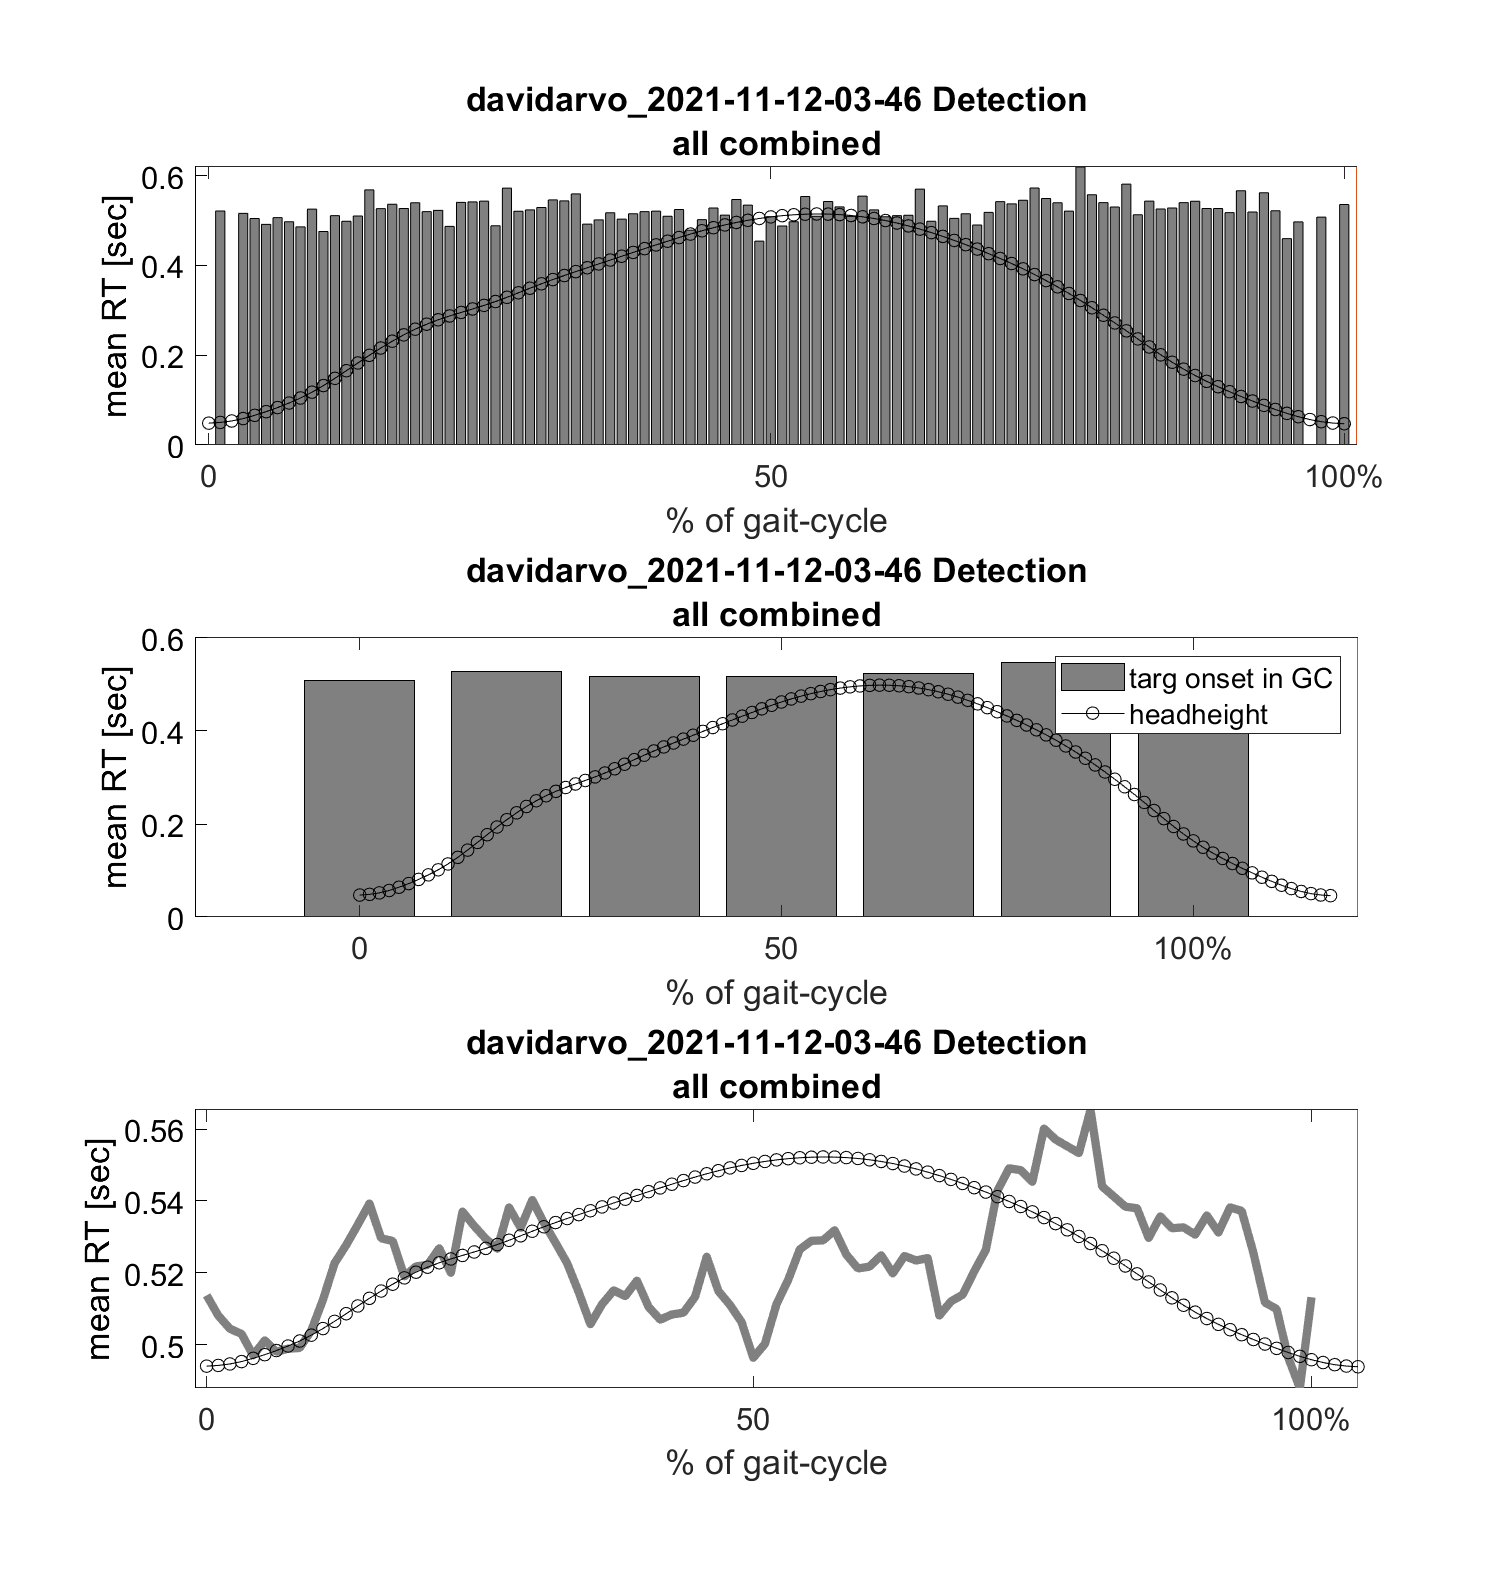 davidarvo_2021-11-12-03-46 Detection
all combined
mean RT [sec]
0.6
0.4
0.2
0
0 50 100%
% of gait-cycle
davidarvo_2021-11-12-03-46 Detection
all combined
mean RT [sec]
0.6
0.4
0.2
0
targ onset in GC
headheight
0 50 100%
% of gait-cycle
davidarvo_2021-11-12-03-46 Detection
all combined
mean RT [sec]
0.56
0.54
0.52
0.5
0 50 100%
% of gait-cycle